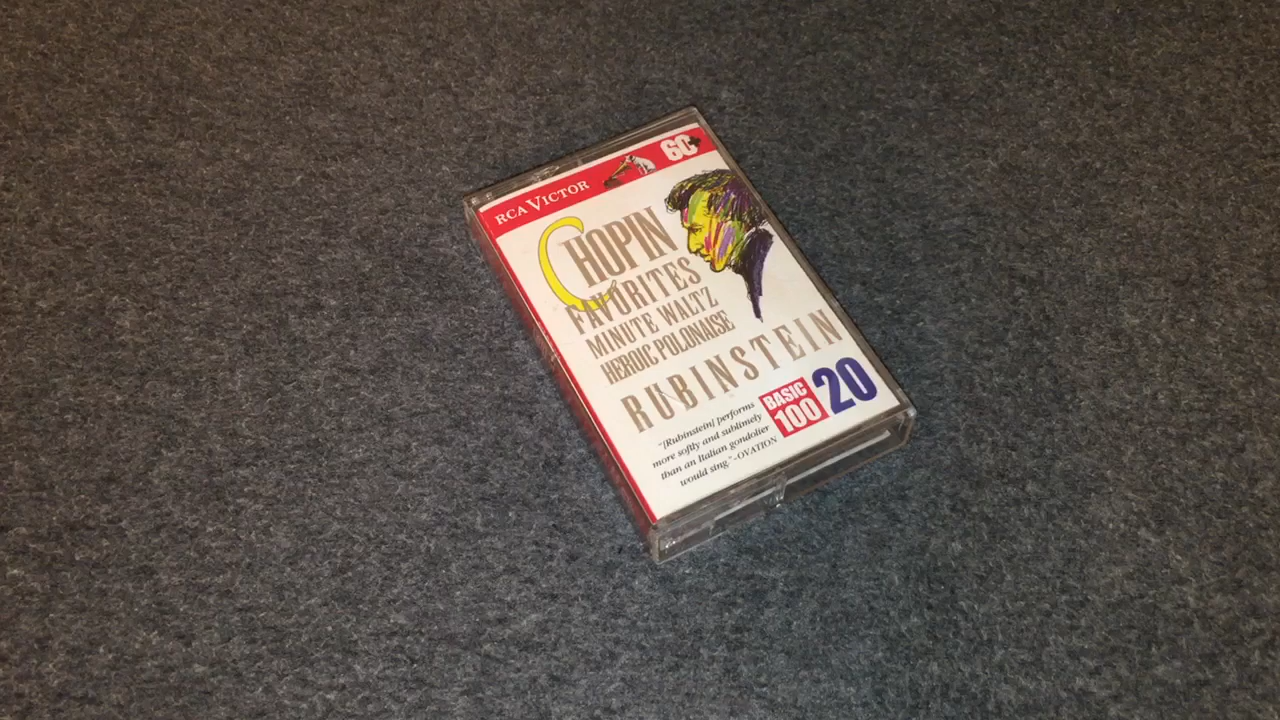 RCA VICTOR
60
CHOPIN
FAVORITES
MINUTE WALTZ
HEROIC POLONAISE
RUBINSTEIN
BASIC
100
20
"[Rubinstein] performs
more softly and sublimely
than an Italian gondolier
would sing"-OVATION